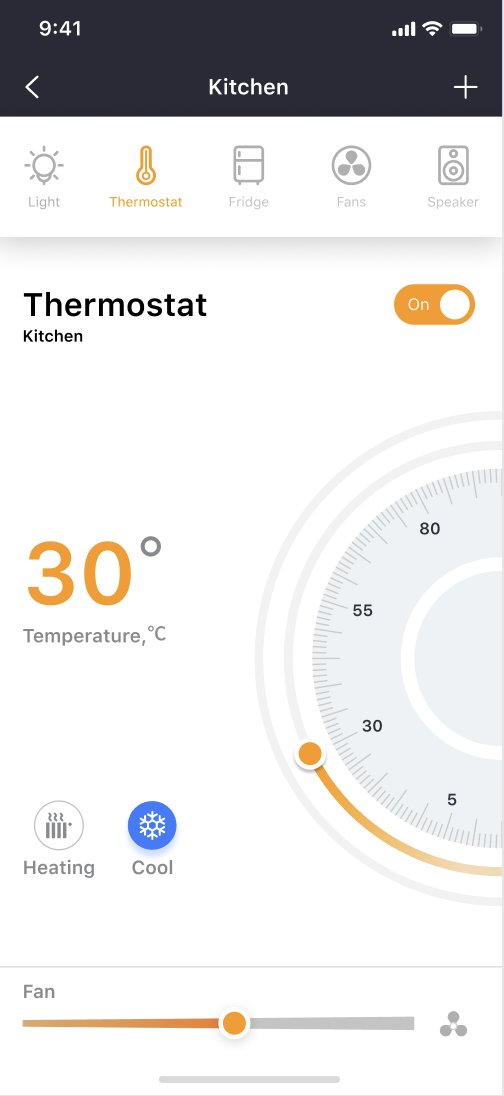 9:41
Kitchen
Light
Thermostat
Fridge
Fans
Speaker
Thermostat
On
Kitchen
80
30°
55
Temperature,℃
30
5
Heating
Cool
Fan